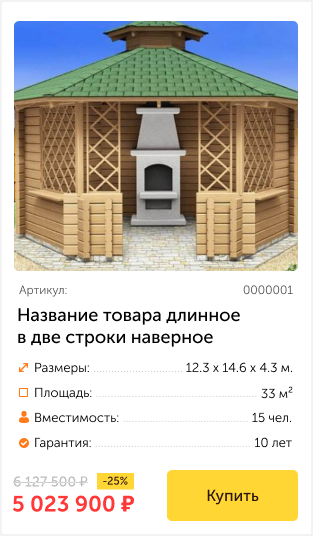 Артикул: 0000001
Название товара длинное
в две строки наверное
Размеры: 12.3 x 14.6 x 4.3 м.
Площадь: 33 м²
Вместимость: 15 чел.
Гарантия: 10 лет
6 127 500 ₽ -25%
5 023 900 ₽
Купить